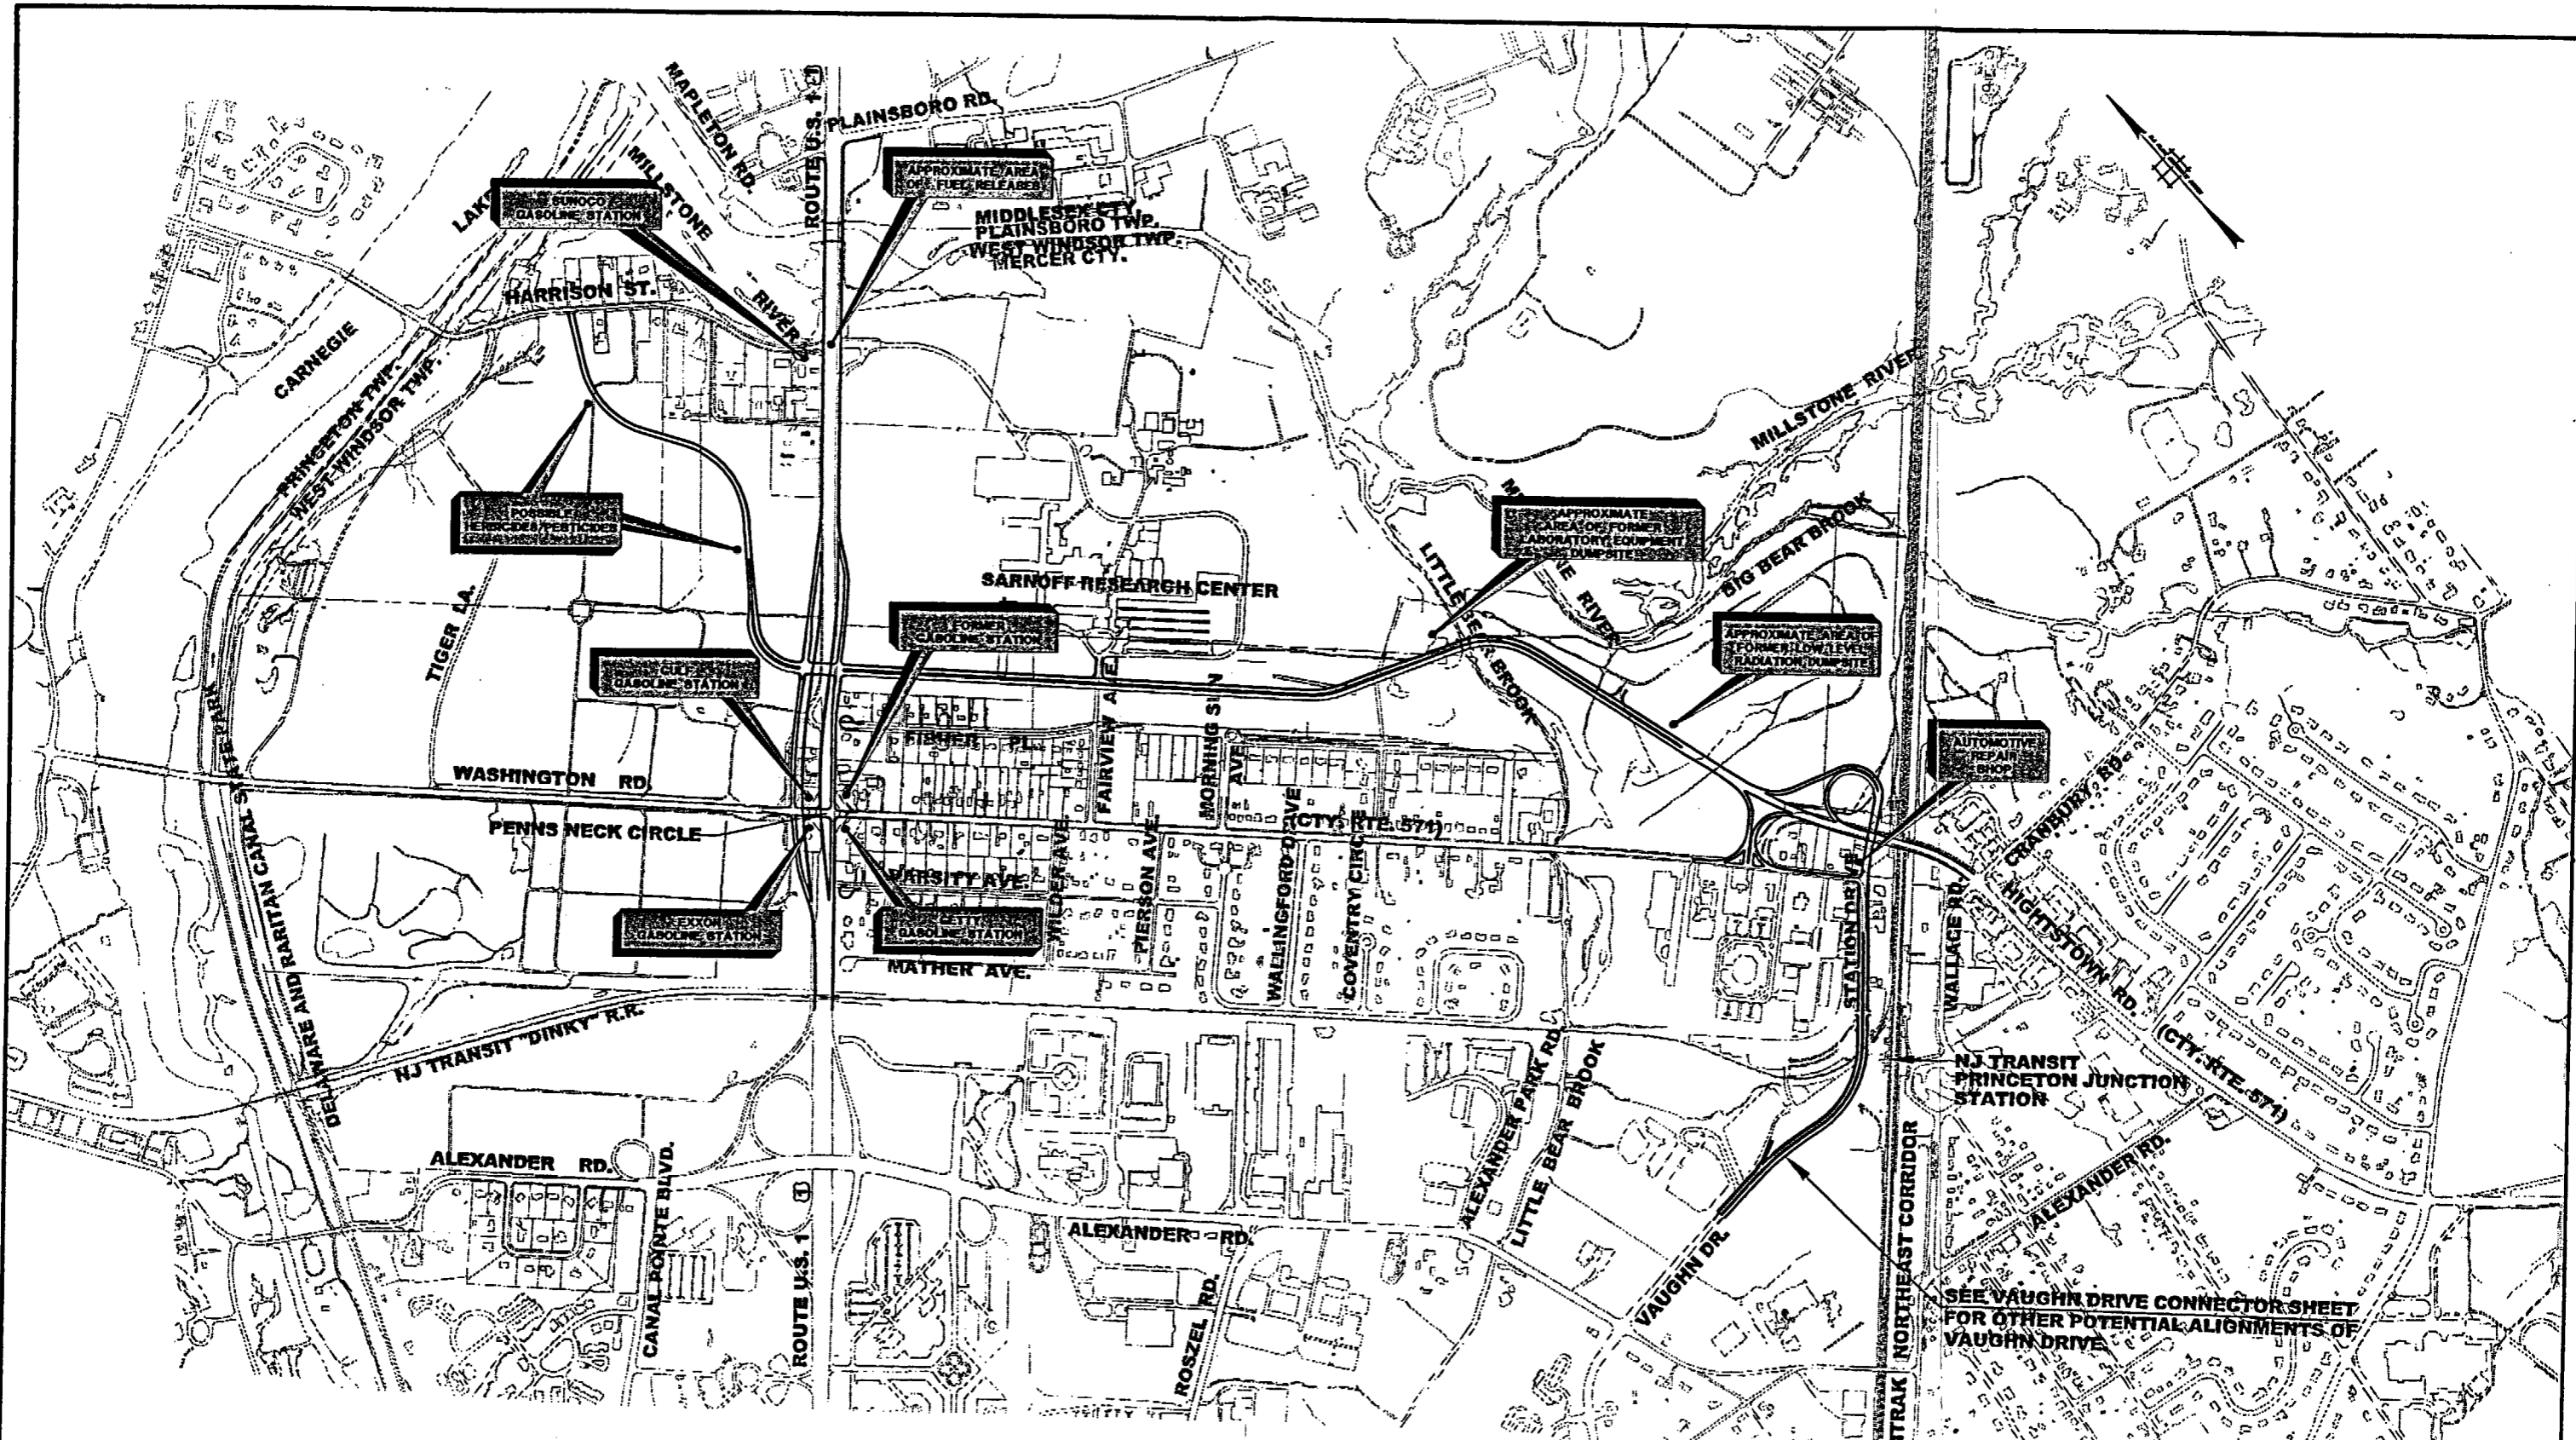 MAPLETON RD.
ROUTE U.S. 1
PLAINSBORO RD.
LAKE
SUNOCO
GASOLINE STATION
MILLSTONE
RIVER
APPROXIMATE AREA
OF FUEL RELEASES
MIDDLESEX CTY.
PLAINSBORO TWP.
WEST WINDSOR TWP.
MERCER CTY.
HARRISON ST.
CARNEGIE
PRINCETON TWP.
WEST WINDSOR TWP.
MILLSTONE RIVER
POSSIBLE
HERBICIDES/PESTICIDES
APPROXIMATE
AREA OF FORMER
LABORATORY EQUIPMENT
DUMPSITE
RIVER
BIG BEAR BROOK
LITTLE
BROOK
SARNOFF RESEARCH CENTER
TIGER LA.
FORMER
GASOLINE STATION
APPROXIMATE AREA OF
FORMER LOW LEVEL
RADIATION DUMPSITE
GULF
GASOLINE STATION
FISHER PL.
FAIRVIEW AVE.
MORNING SUN
AVE
AUTOMOTIVE
REPAIR
SHOP
WASHINGTON RD.
PENNS NECK CIRCLE
(CTY. RTE. 571)
CRANBURY RD.
DELAWARE AND RARITAN CANAL STATE PARK
VARSITY AVE.
WILDER AVE.
PIERSON AVE.
WALLINGFORD DAVE
COVENTRY CIRCLE
STATION DRIVE
WALLACE RD.
HIGHTSTOWN RD.
(CTY. RTE. 571)
EXXON
GASOLINE STATION
GETTY
GASOLINE STATION
MATHER AVE.
NJ TRANSIT "DINKY" R.R.
NJ TRANSIT
PRINCETON JUNCTION
STATION
ALEXANDER RD.
CANAL POINTE BLVD.
ROUTE U.S. 1
1
ALEXANDER RD.
ROSZEL RD.
ALEXANDER PARK RD.
LITTLE BEAR BROOK
VAUGHN DR.
NORTHEAST CORRIDOR
ALEXANDER RD.
SEE VAUGHN DRIVE CONNECTOR SHEET
FOR OTHER POTENTIAL ALIGNMENTS OF
VAUGHN DRIVE.